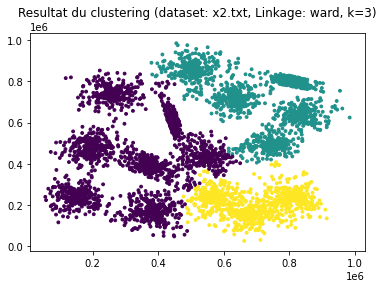 Resultat du clustering (dataset: x2.txt, Linkage: ward, k=3)
1e6
1.0
0.8
0.6
0.4
0.2
0.0
0.2 0.4 0.6 0.8 1.0
1e6